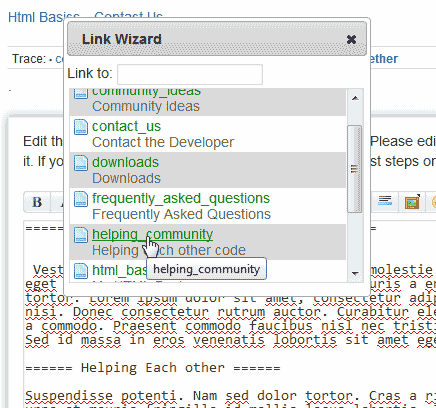 Html Basiss Contact Us
Link Wizard
Trace: • c ether
Link to:
community_ideas
Community Ideas
contact_us
Contact the Developer
Edit th Please edi
downloads
it. If yo st steps or
Downloads
frequently_asked_questions
B
Frequently Asked Questions
helping_community
Helping each other code
helping_community
html_bas
Vest molestie
eget uris a er
tortor. Lorem ipsum dolor sit amet, consectetur adip
nisi. Donec consectetur rutrum auctor. Curabitur ele
a commodo. Praesent commodo faucibus nisl nec tristi
Sed id massa in eros venenatis lobortis sit amet ege
====== Helping Each other ======
Suspendisse potenti. Nam sed dolor tortor. Cras a ri